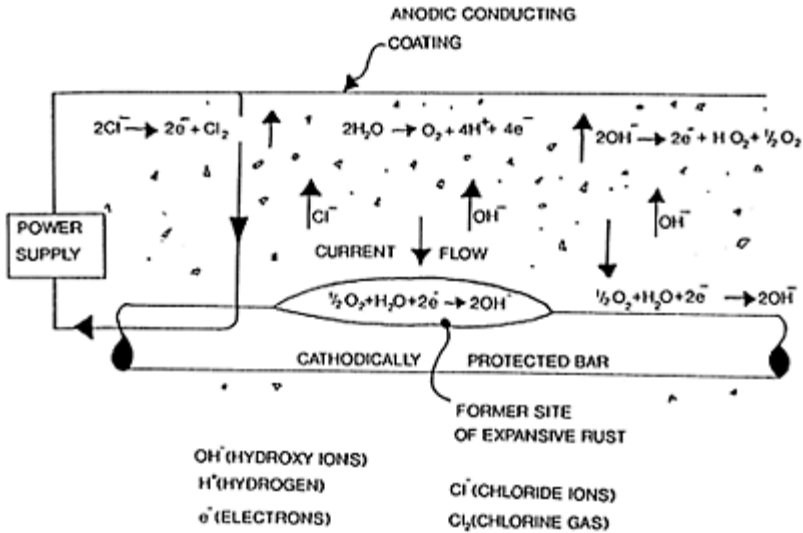 ANODIC CONDUCTING
COATING
2Cl⁻ → 2e⁻ + Cl₂
2H₂O → O₂ + 4H⁺ + 4e⁻
2OH⁻ → 2e⁻ + H O₂ + ½ O₂
Cl⁻
OH⁻
OH⁻
POWER
SUPPLY
CURRENT FLOW
½ O₂+H₂O+2e⁻ → 2OH⁻
½ O₂+H₂O+2e⁻ → 2OH⁻
CATHODICALLY PROTECTED BAR
FORMER SITE
OF EXPANSIVE RUST
OH⁻(HYDROXY IONS)
H⁺(HYDROGEN)
e⁻(ELECTRONS)
Cl⁻(CHLORIDE IONS)
Cl₂(CHLORINE GAS)